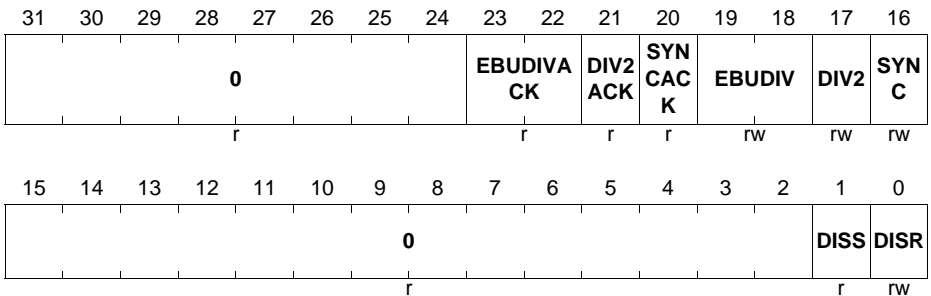 31 30 29 28 27 26 25 24 23 22 21 20 19 18 17 16
0 EBUDIVA CK DIV2 ACK SYN CAC K EBUDIV DIV2 SYN C
r r r r rw rw rw
15 14 13 12 11 10 9 8 7 6 5 4 3 2 1 0
0 DISS DISR
r r rw